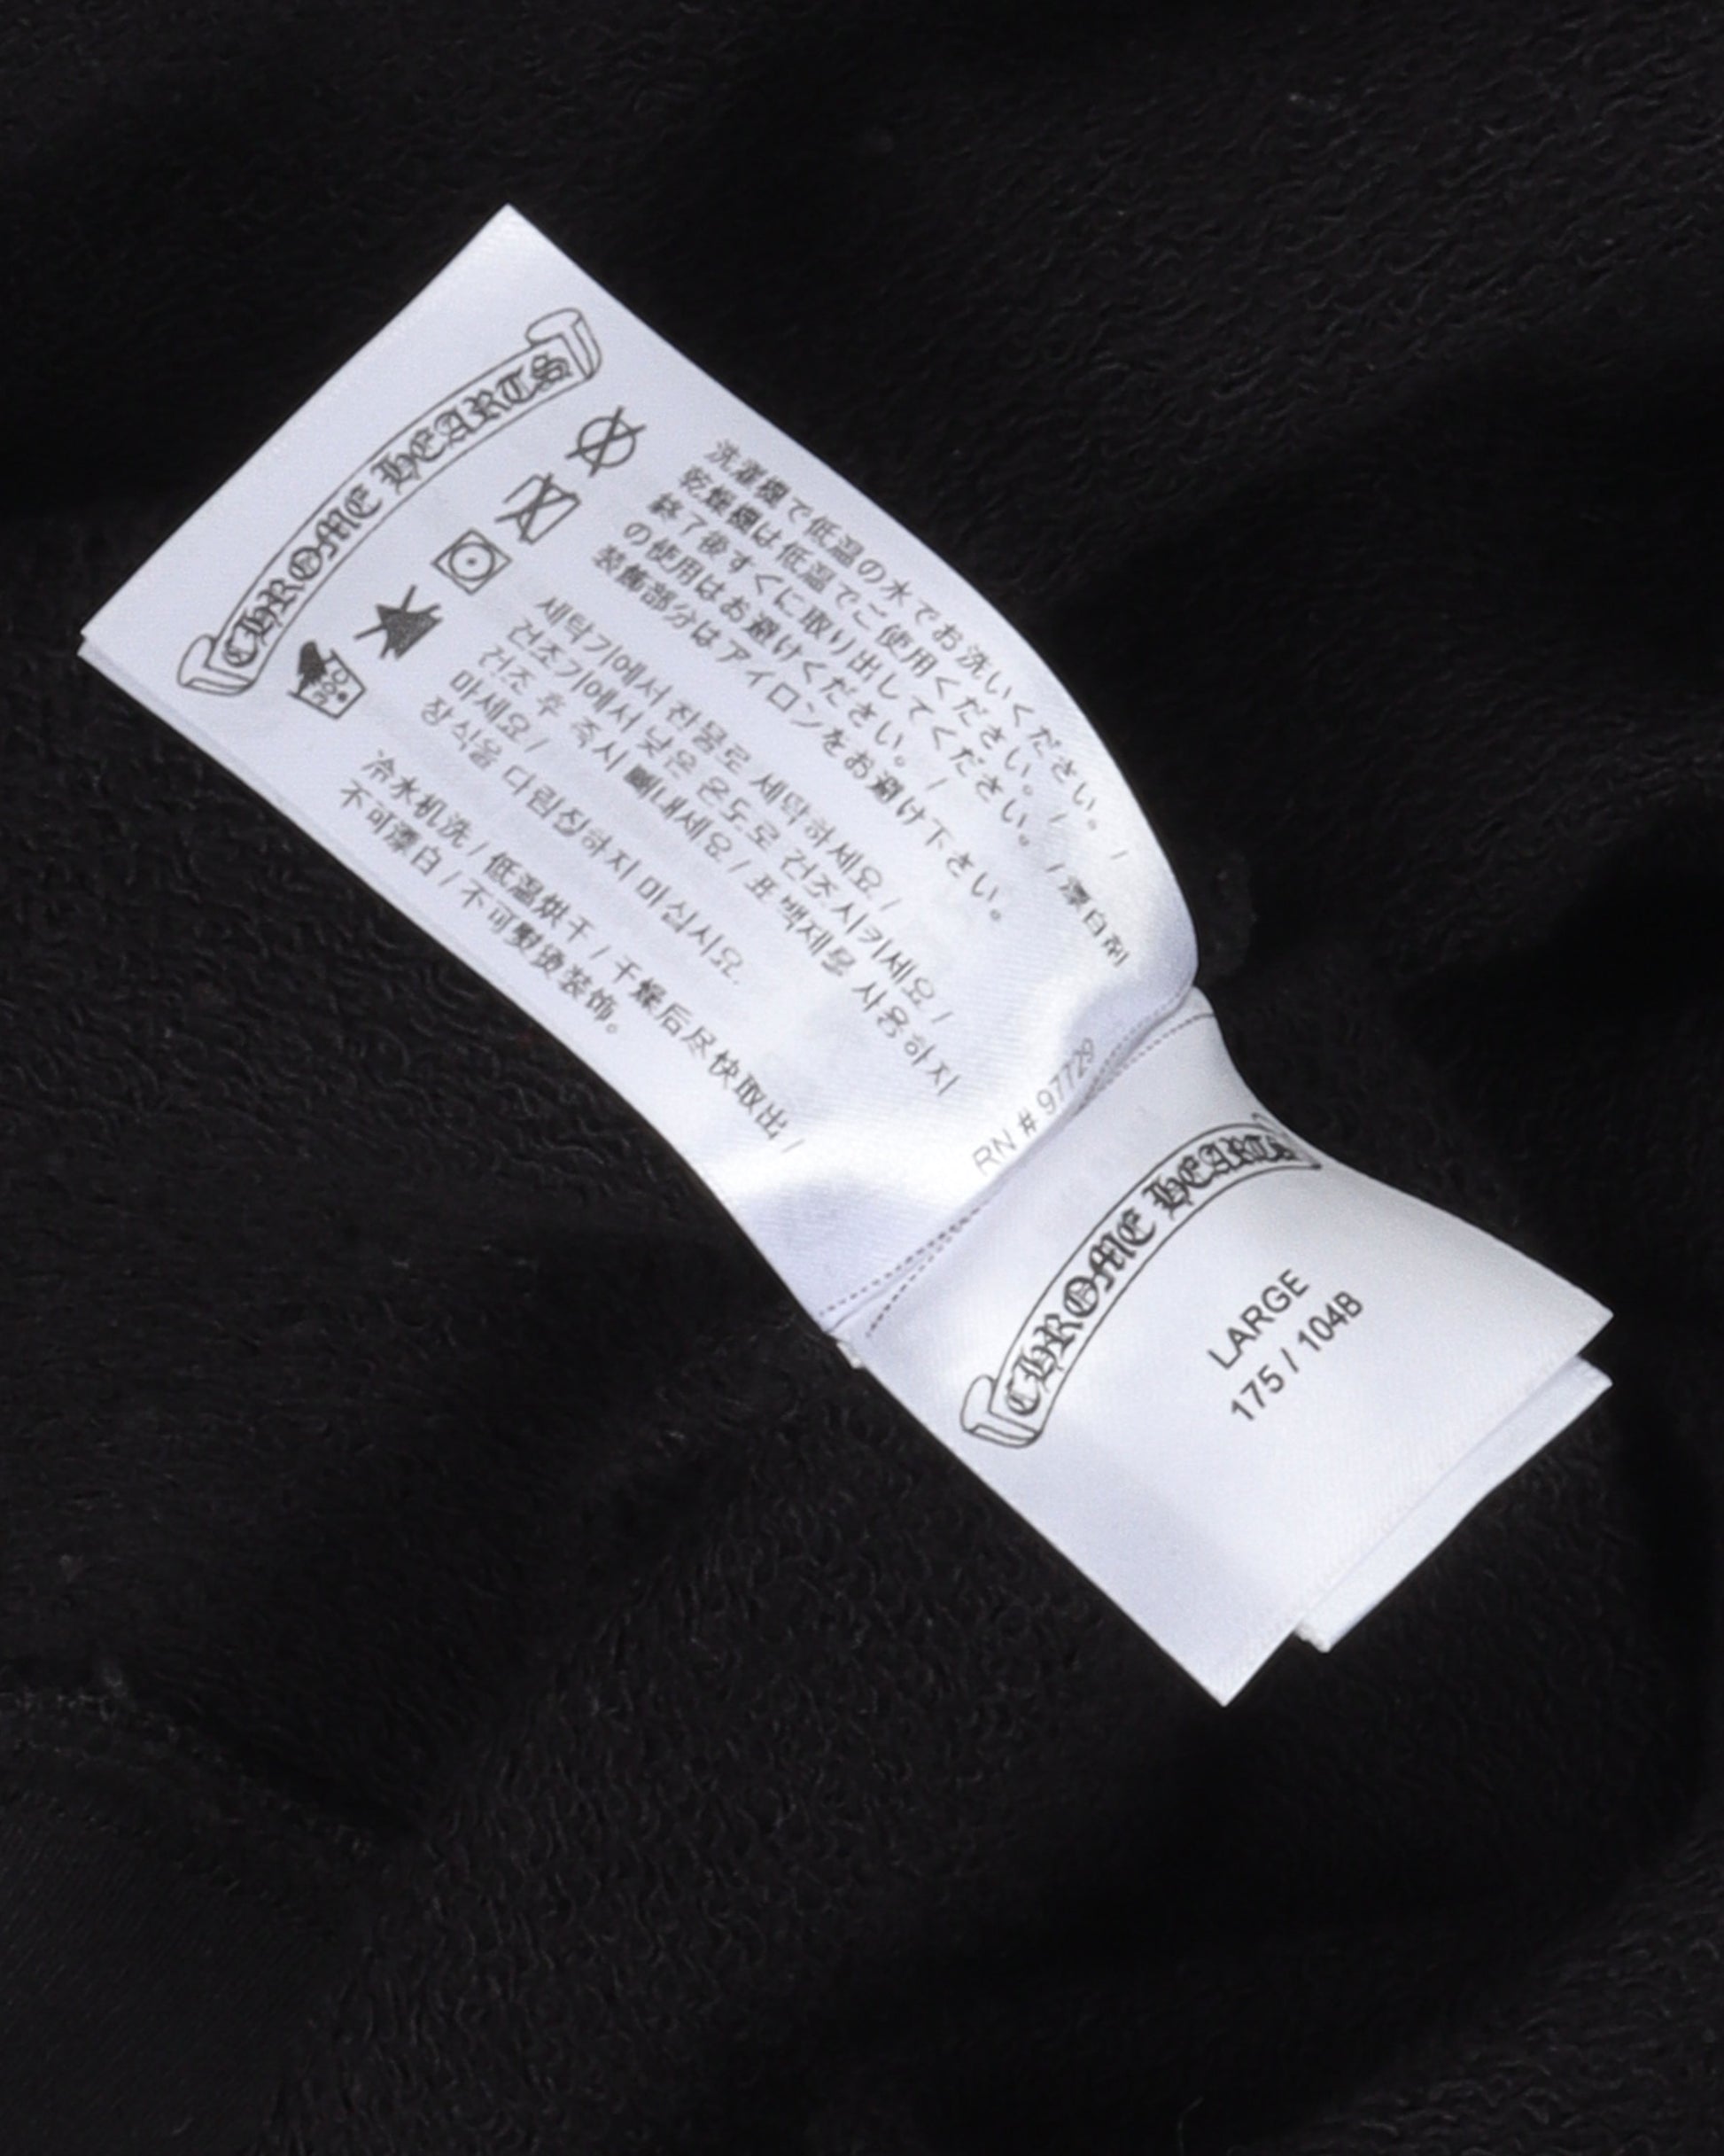 CHROME HEARTS
冷水机洗 / 低温烘干 / 干燥后尽快取出 /
不可漂白 / 不可熨烫装饰。
세탁기에서 찬물로 세탁하세요 /
건조기에서 낮은 온도로 건조시키세요 /
건조 후 즉시 빼내세요 / 표백제를 사용하지
마세요 /
장식을 다림질하지 마십시오.
洗濯機で低温の水でお洗いください。 /
乾燥機は低温でご使用ください。 /
終了後すぐに取り出してください。 / 漂白剤
の使用はお避けください。 /
装飾部分はアイロンをお避け下さい。
RN # 97729
CHROME HEARTS
LARGE
175 / 104B